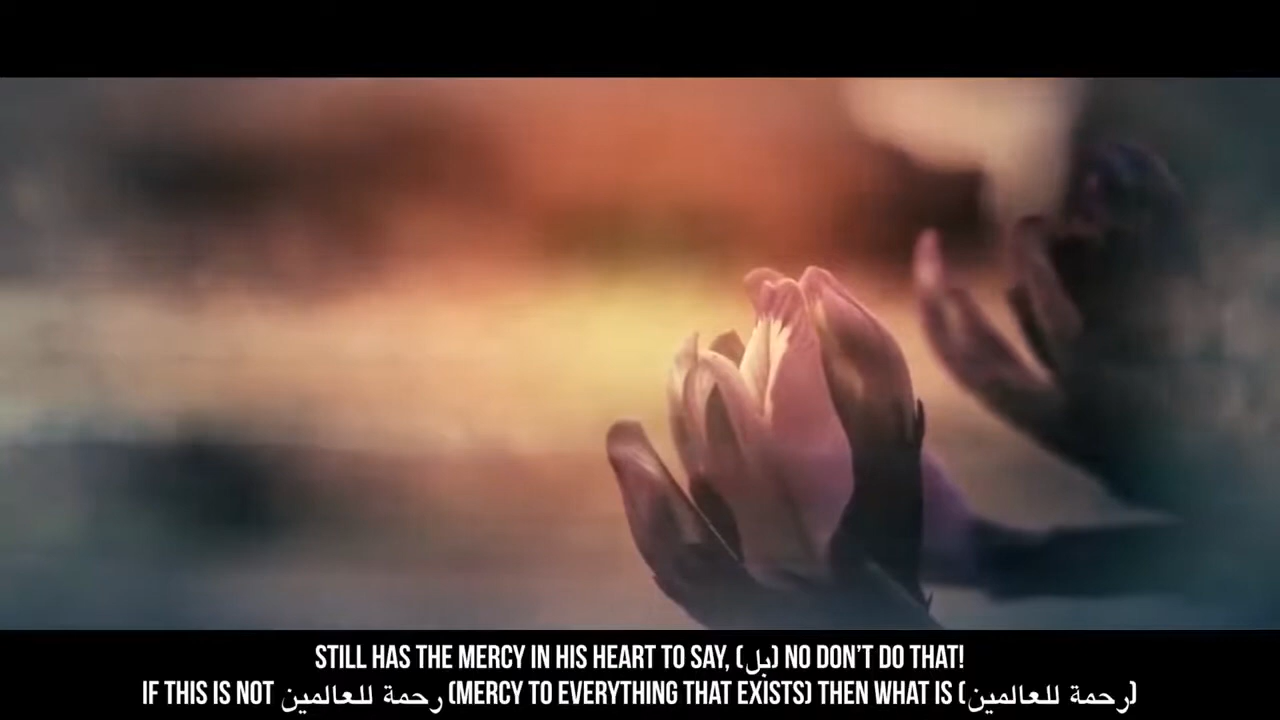 STILL HAS THE MERCY IN HIS HEART TO SAY, (بل) NO DON'T DO THAT!
IF THIS IS NOT رحمة للعالمين (MERCY TO EVERYTHING THAT EXISTS) THEN WHAT IS (رحمة للعالمين)